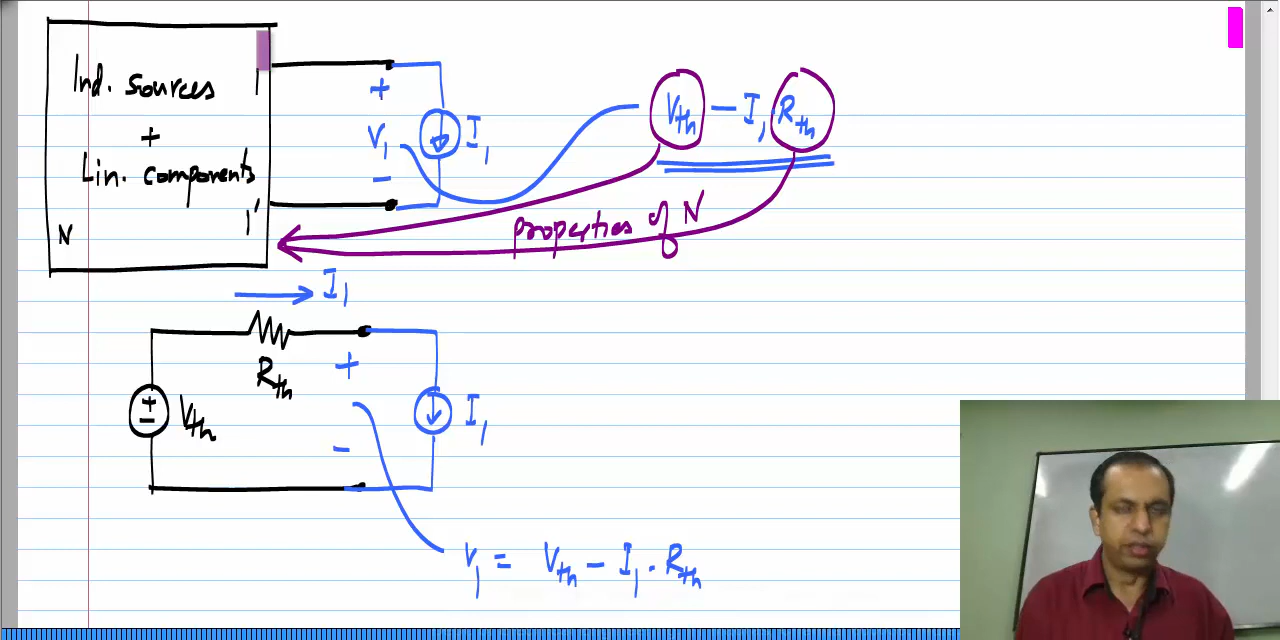 Ind. sources 1
+
Lin. components
N 1'
+
V1
-
I1
Vth - I1 Rth
properties of N
I1
Rth
+ -
Vth
+
-
I1
V1 = Vth - I1 . Rth